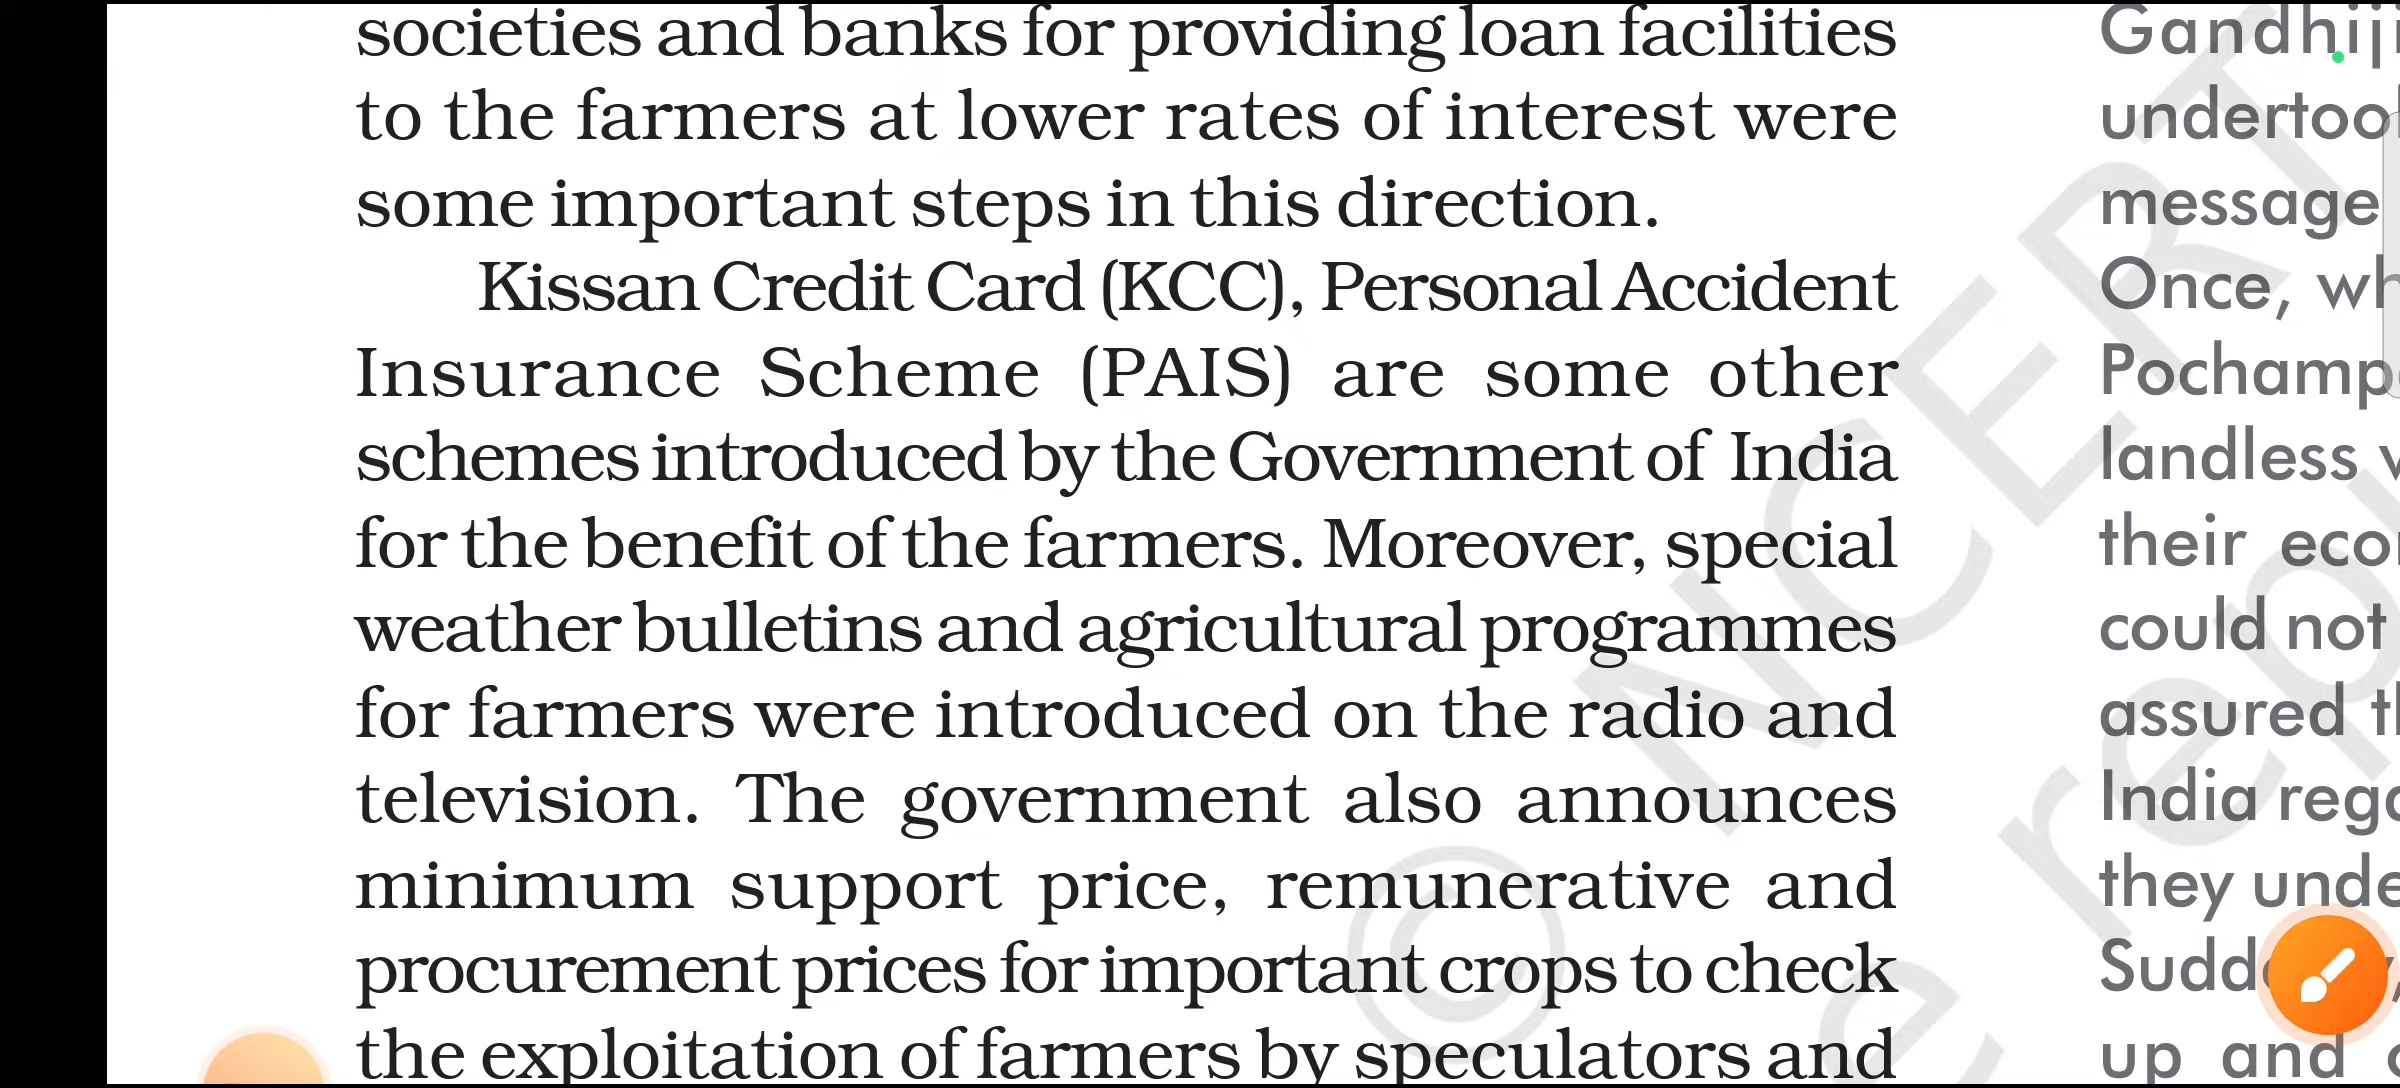 societies and banks for providing loan facilities
to the farmers at lower rates of interest were
some important steps in this direction.
Kissan Credit Card (KCC), Personal Accident
Insurance Scheme (PAIS) are some other
schemes introduced by the Government of India
for the benefit of the farmers. Moreover, special
weather bulletins and agricultural programmes
for farmers were introduced on the radio and
television. The government also announces
minimum support price, remunerative and
procurement prices for important crops to check
the exploitation of farmers by speculators and
Gandhiji
message
Once,
landless
their
could not
assured
India
they
up and
© NCERT